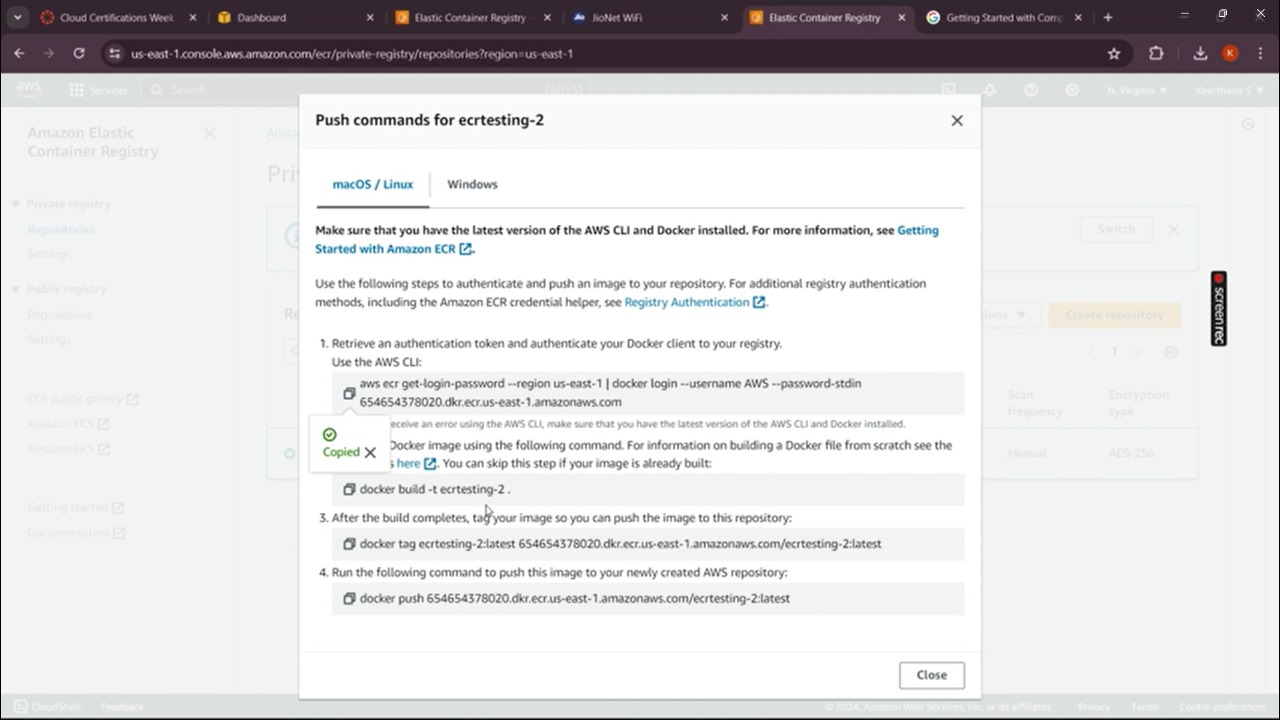 Cloud Certifications Week
Dashboard
Elastic Container Registry
JioNet WiFi
Elastic Container Registry
Getting Started with Com
us-east-1.console.aws.amazon.com/ecr/private-registry/repositories?region=us-east-1
K
aws
Services
Search
[ALT+S]
N. Virginia
Keerthana S
Amazon Elastic
Container Registry
Private registry
Repositories
Settings
Public registry
Repositories
Settings
ECR public gallery
Amazon ECS
Amazon EKS
Getting started
Documentation
Switch
Create repository
1
Scan
frequency
Encryption
type
Manual
AES-256
Push commands for ecrtesting-2
macOS / Linux
Windows
Make sure that you have the latest version of the AWS CLI and Docker installed. For more information, see Getting
Started with Amazon ECR.
Use the following steps to authenticate and push an image to your repository. For additional registry authentication
methods, including the Amazon ECR credential helper, see Registry Authentication.
1. Retrieve an authentication token and authenticate your Docker client to your registry.
Use the AWS CLI:
aws ecr get-login-password --region us-east-1 | docker login --username AWS --password-stdin
654654378020.dkr.ecr.us-east-1.amazonaws.com
receive an error using the AWS CLI, make sure that you have the latest version of the AWS CLI and Docker installed.
Copied
Docker image using the following command. For information on building a Docker file from scratch see the
here. You can skip this step if your image is already built:
docker build -t ecrtesting-2 .
3. After the build completes, tag your image so you can push the image to this repository:
docker tag ecrtesting-2:latest 654654378020.dkr.ecr.us-east-1.amazonaws.com/ecrtesting-2:latest
4. Run the following command to push this image to your newly created AWS repository:
docker push 654654378020.dkr.ecr.us-east-1.amazonaws.com/ecrtesting-2:latest
Close
screenrec
CloudShell
Feedback
© 2024, Amazon Web Services, Inc. or its affiliates.
Privacy
Terms
Cookie preferences